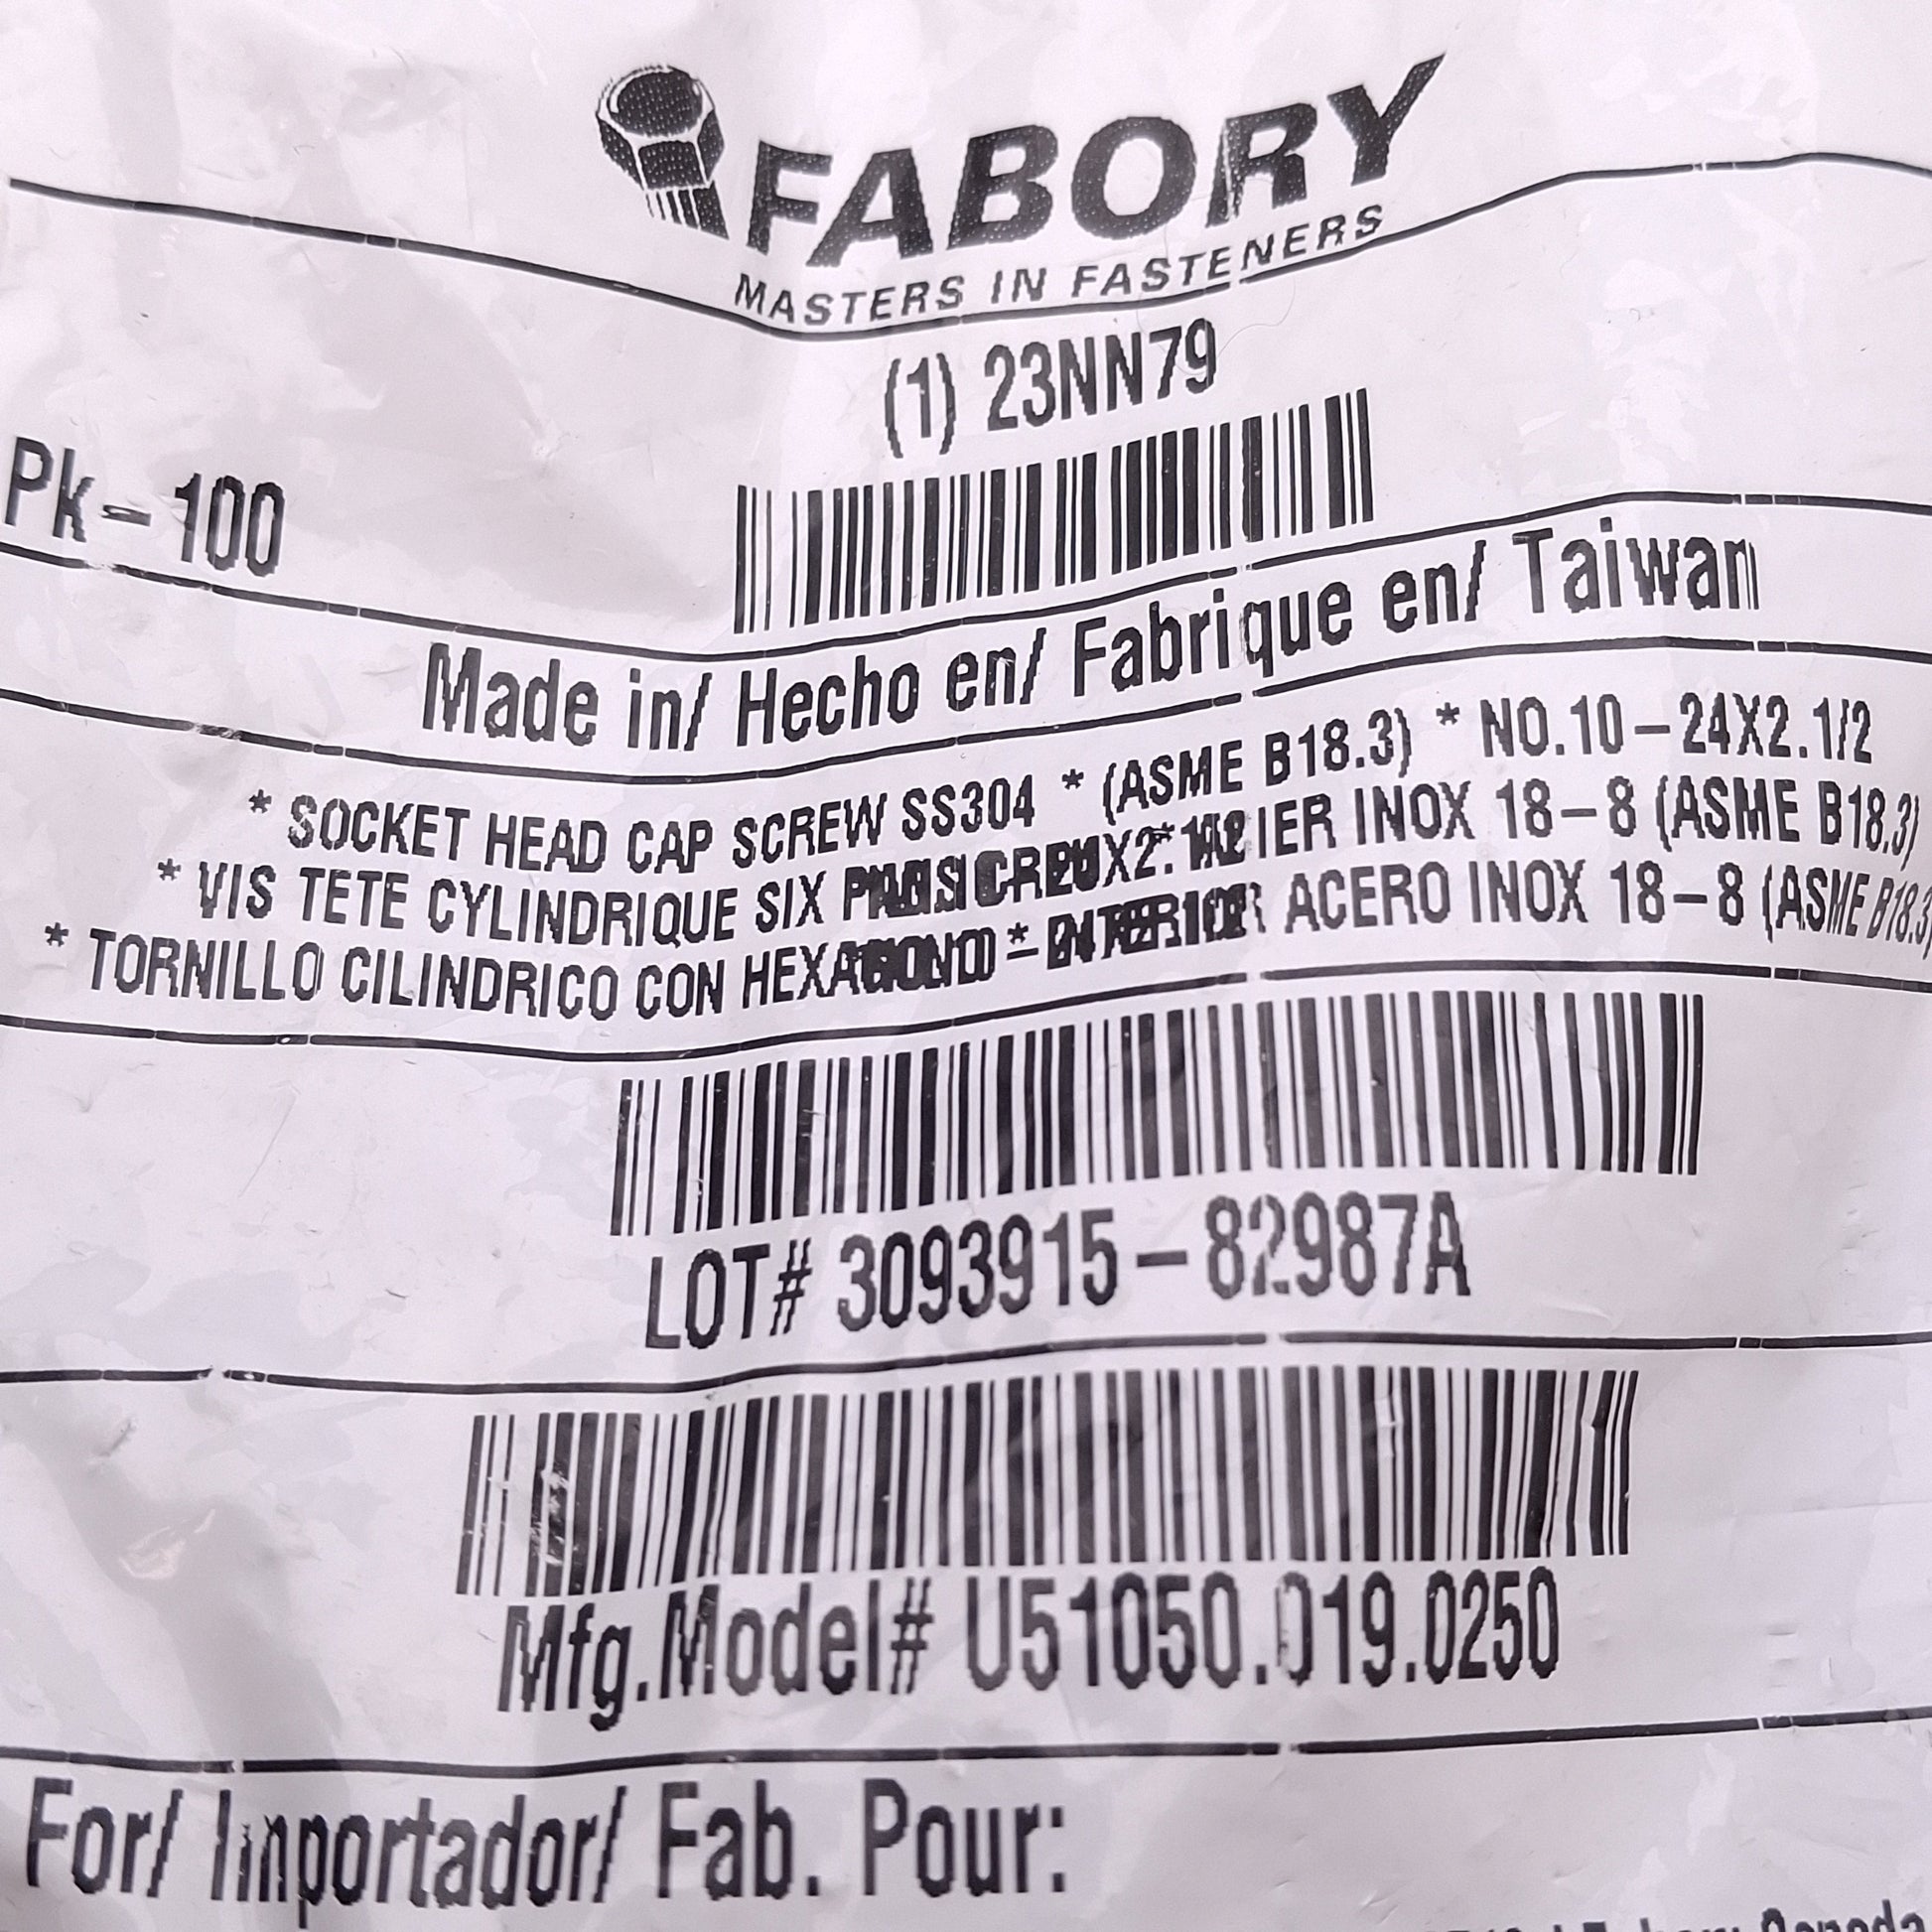 FABORY
MASTERS IN FASTENERS
(1) 23NN79
Pk-100
Made in/ Hecho en/ Fabrique en/ Taiwan
* SOCKET HEAD CAP SCREW SS304 * (ASME B18.3) * NO.10-24X2.1/2
* VIS TETE CYLINDRIQUE SIX INOX 18-8 (ASME B18.3)
* TORNILLO CILINDRICO CON ACERO INOX 18-8 (ASME B18.3
LOT# 3093915-82987A
Mfg.Model# U51050.019.0250
For/ Importador/ Fab. Pour: